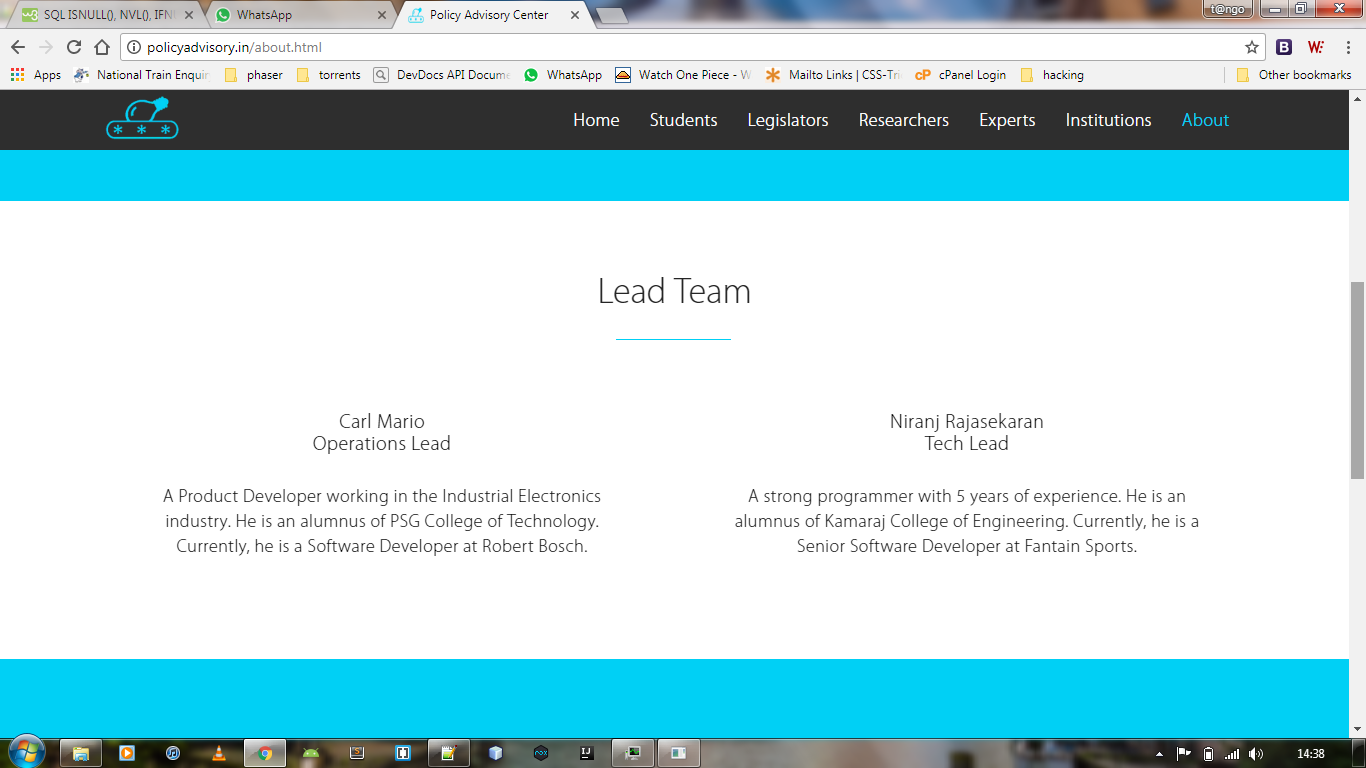 SQL ISNULL(), NVL(), IFN
WhatsApp
Policy Advisory Center
t@ngo
policyadvisory.in/about.html
Apps
National Train Enquir
phaser
torrents
DevDocs API Docume
WhatsApp
Watch One Piece - W
Mailto Links | CSS-Tri
cPanel Login
hacking
Other bookmarks
Home
Students
Legislators
Researchers
Experts
Institutions
About
Lead Team
Carl Mario
Operations Lead
A Product Developer working in the Industrial Electronics
industry. He is an alumnus of PSG College of Technology.
Currently, he is a Software Developer at Robert Bosch.
Niranj Rajasekaran
Tech Lead
A strong programmer with 5 years of experience. He is an
alumnus of Kamaraj College of Engineering. Currently, he is a
Senior Software Developer at Fantain Sports.
14:38